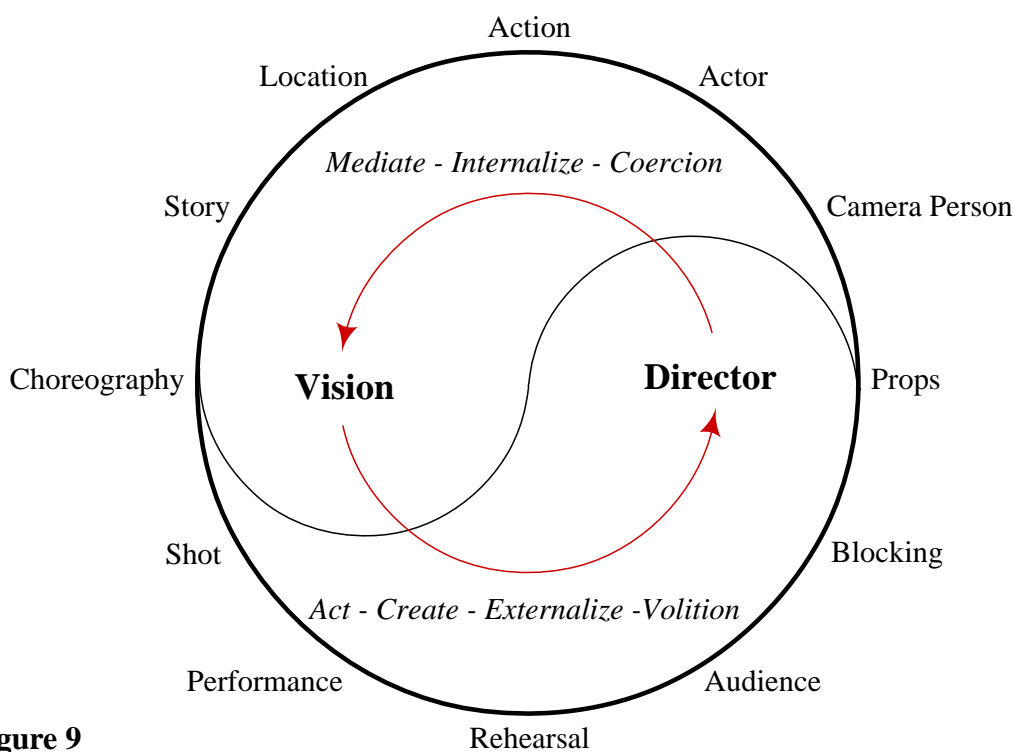 Action
Location
Actor
Mediate - Internalize - Coercion
Story
Camera Person
Choreography
Vision
Director
Props
Shot
Blocking
Act - Create - Externalize -Volition
Performance
Audience
gure 9
Rehearsal